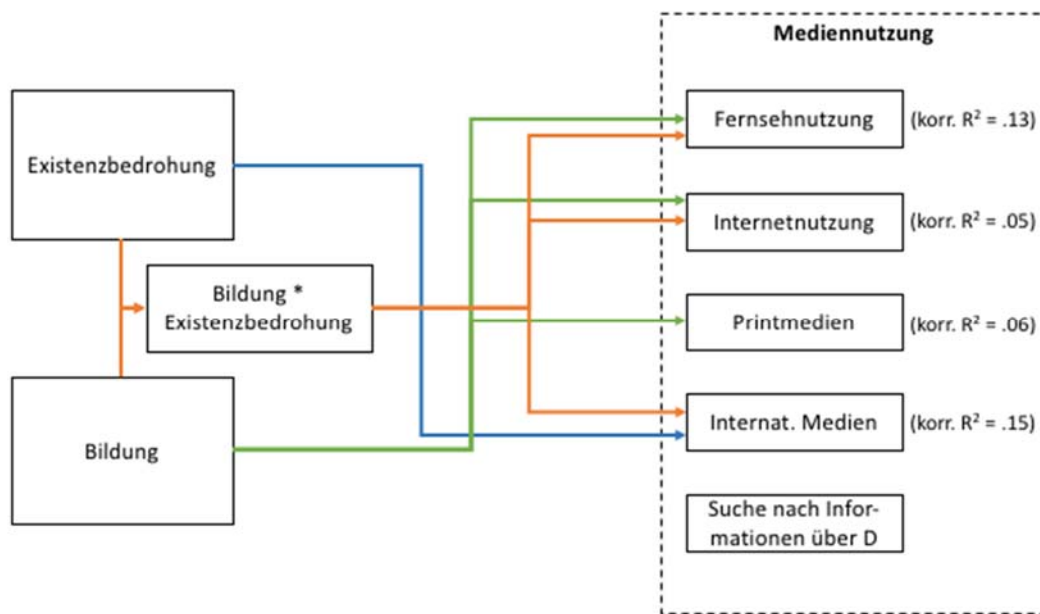 Mediennutzung
Existenzbedrohung
Bildung *
Existenzbedrohung
Bildung
Fernsehnutzung (korr. R² = .13)
Internetnutzung (korr. R² = .05)
Printmedien (korr. R² = .06)
Internat. Medien (korr. R² = .15)
Suche nach Infor-
mationen über D